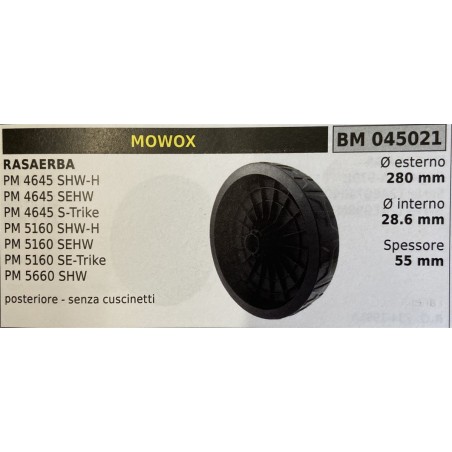 MOWOX
BM 045021
RASAERBA
PM 4645 SHW-H
PM 4645 SEHW
PM 4645 S-Trike
PM 5160 SHW-H
PM 5160 SEHW
PM 5160 SE-Trike
PM 5660 SHW
posteriore - senza cuscinetti
Ø esterno
280 mm
Ø interno
28.6 mm
Spessore
55 mm